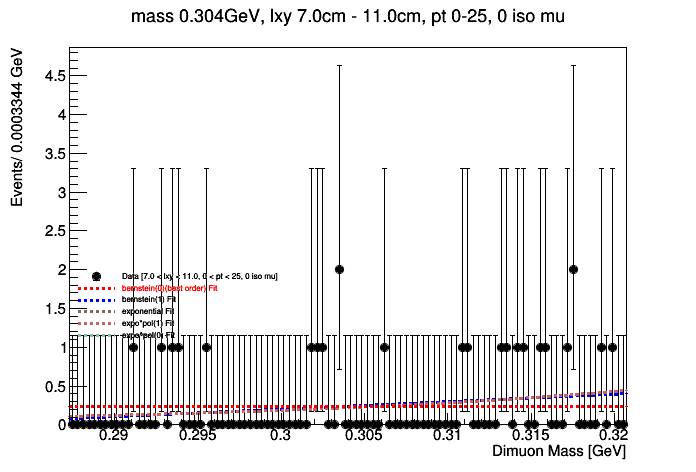 mass 0.304GeV, lxy 7.0cm - 11.0cm, pt 0-25, 0 iso mu
Events/ 0.0003344 GeV
4.5
4
3.5
3
2.5
2
1.5
1
0.5
0
Data [7.0 < lxy < 11.0, 0 < pt < 25, 0 iso mu]
bernstein(0)(best order) Fit
bernstein(1) Fit
exponential Fit
expo*pol(1) Fit
expo*pol(0) Fit
0.29 0.295 0.3 0.305 0.31 0.315 0.32
Dimuon Mass [GeV]